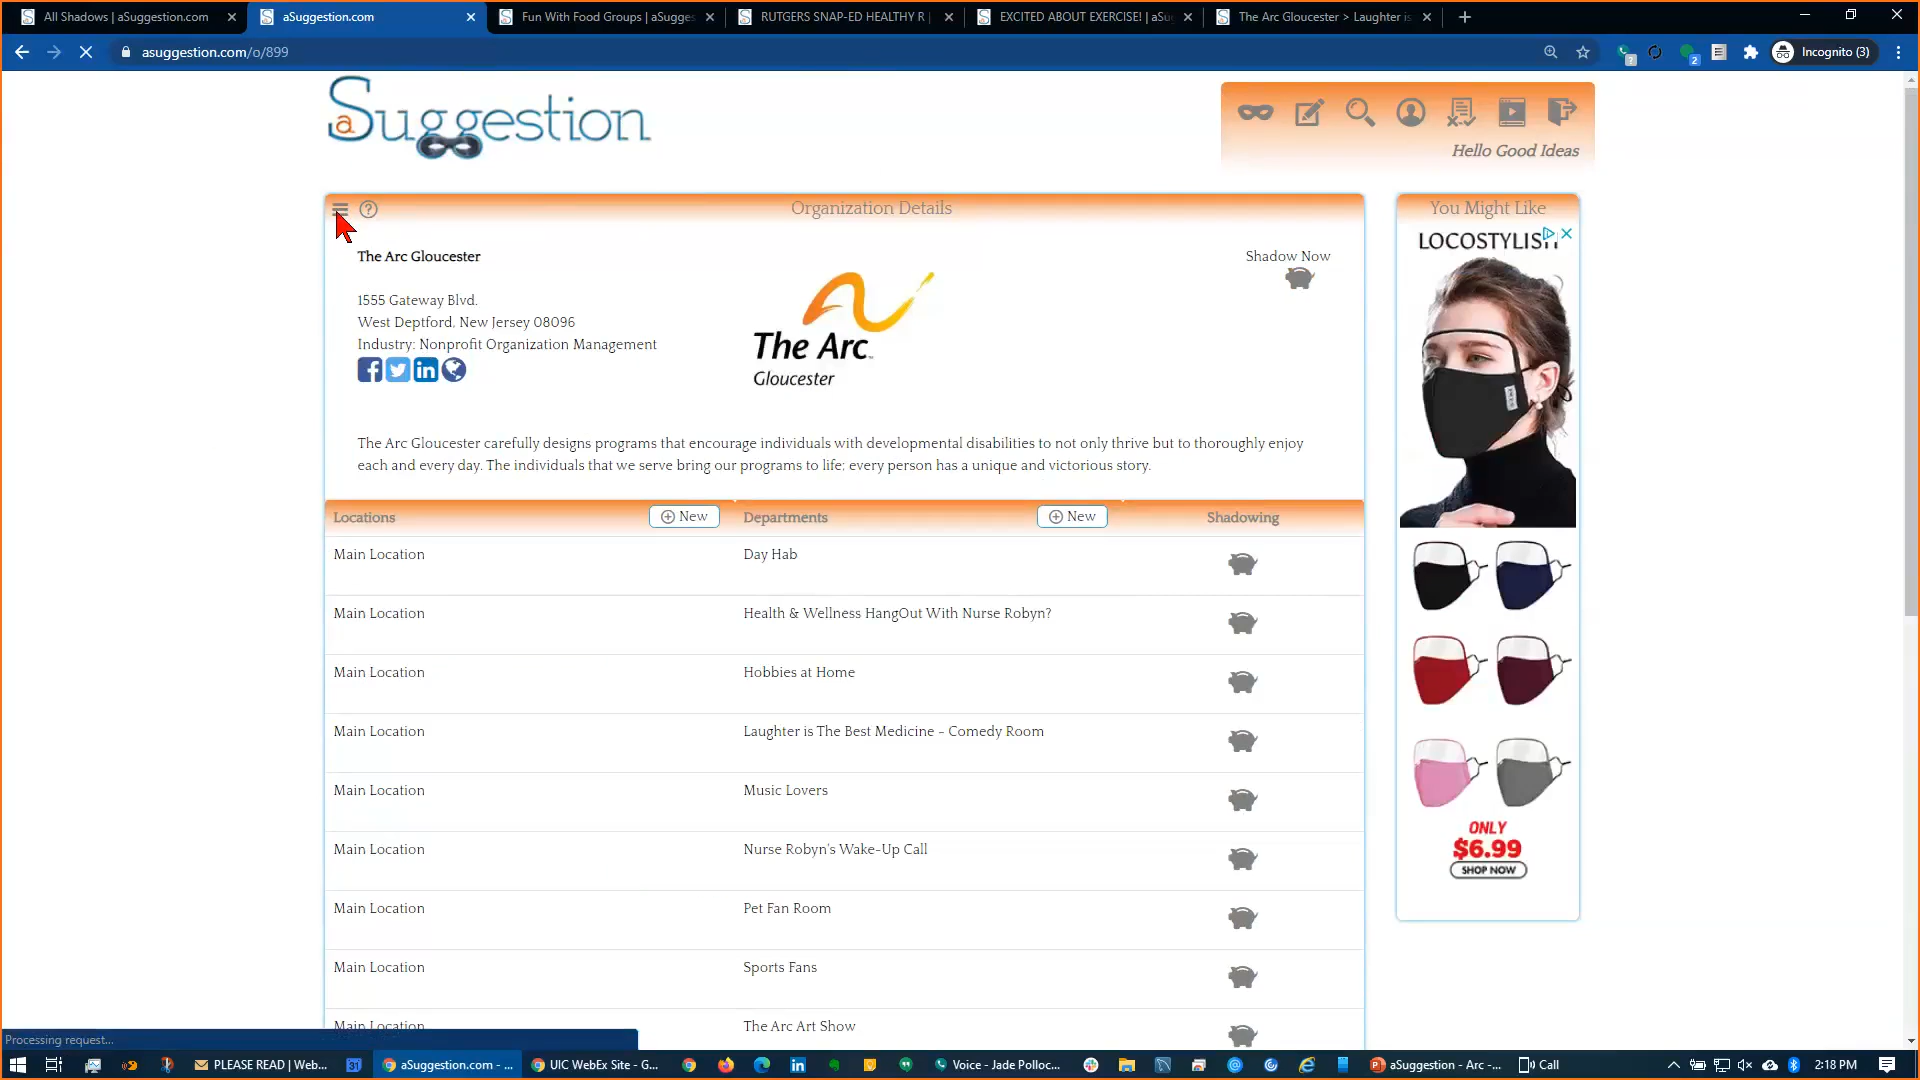 All Shadows | aSuggestion.com
aSuggestion.com
Fun With Food Groups | aSugges
RUTGERS SNAP-ED HEALTHY R |
EXCITED ABOUT EXERCISE! | aSu
The Arc Gloucester > Laughter is
asuggestion.com/o/899
Incognito (3)
aSuggestion
Hello Good Ideas
Organization Details
You Might Like
The Arc Gloucester
Shadow Now
1555 Gateway Blvd.
West Deptford, New Jersey 08096
Industry: Nonprofit Organization Management
The Arc
Gloucester
LOCOSTYLISH
The Arc Gloucester carefully designs programs that encourage individuals with developmental disabilities to not only thrive but to thoroughly enjoy
each and every day. The individuals that we serve bring our programs to life; every person has a unique and victorious story.
Locations New Departments New Shadowing
Main Location Day Hab
Main Location Health & Wellness HangOut With Nurse Robyn?
Main Location Hobbies at Home
Main Location Laughter is The Best Medicine - Comedy Room
Main Location Music Lovers
Main Location Nurse Robyn's Wake-Up Call
Main Location Pet Fan Room
Main Location Sports Fans
Main Location The Arc Art Show
ONLY
$6.99
SHOP NOW
Processing request...
PLEASE READ | Web...
31
aSuggestion.com - ...
UIC WebEx Site - G...
Voice - Jade Polloc...
aSuggestion - Arc -...
Call
2:18 PM